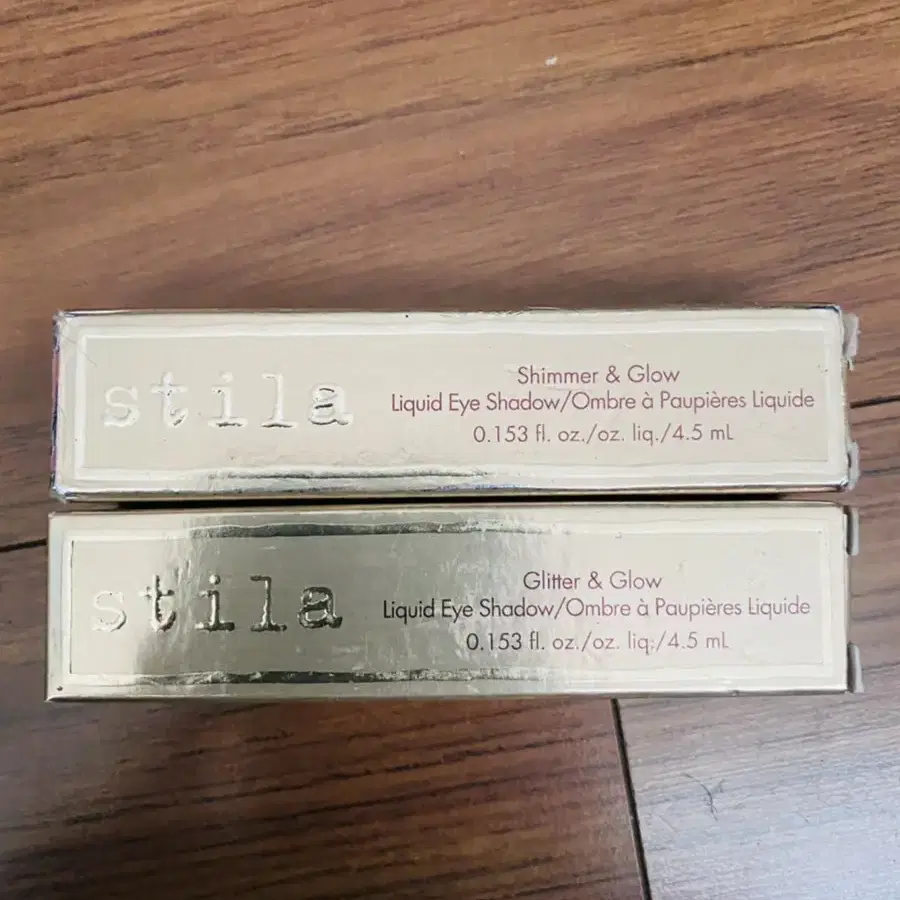 stila
Shimmer & Glow
Liquid Eye Shadow/Ombre à Paupières Liquide
0.153 fl. oz./oz. liq./4.5 mL
stila
Glitter & Glow
Liquid Eye Shadow/Ombre à Paupières Liquide
0.153 fl. oz./oz. liq./4.5 mL